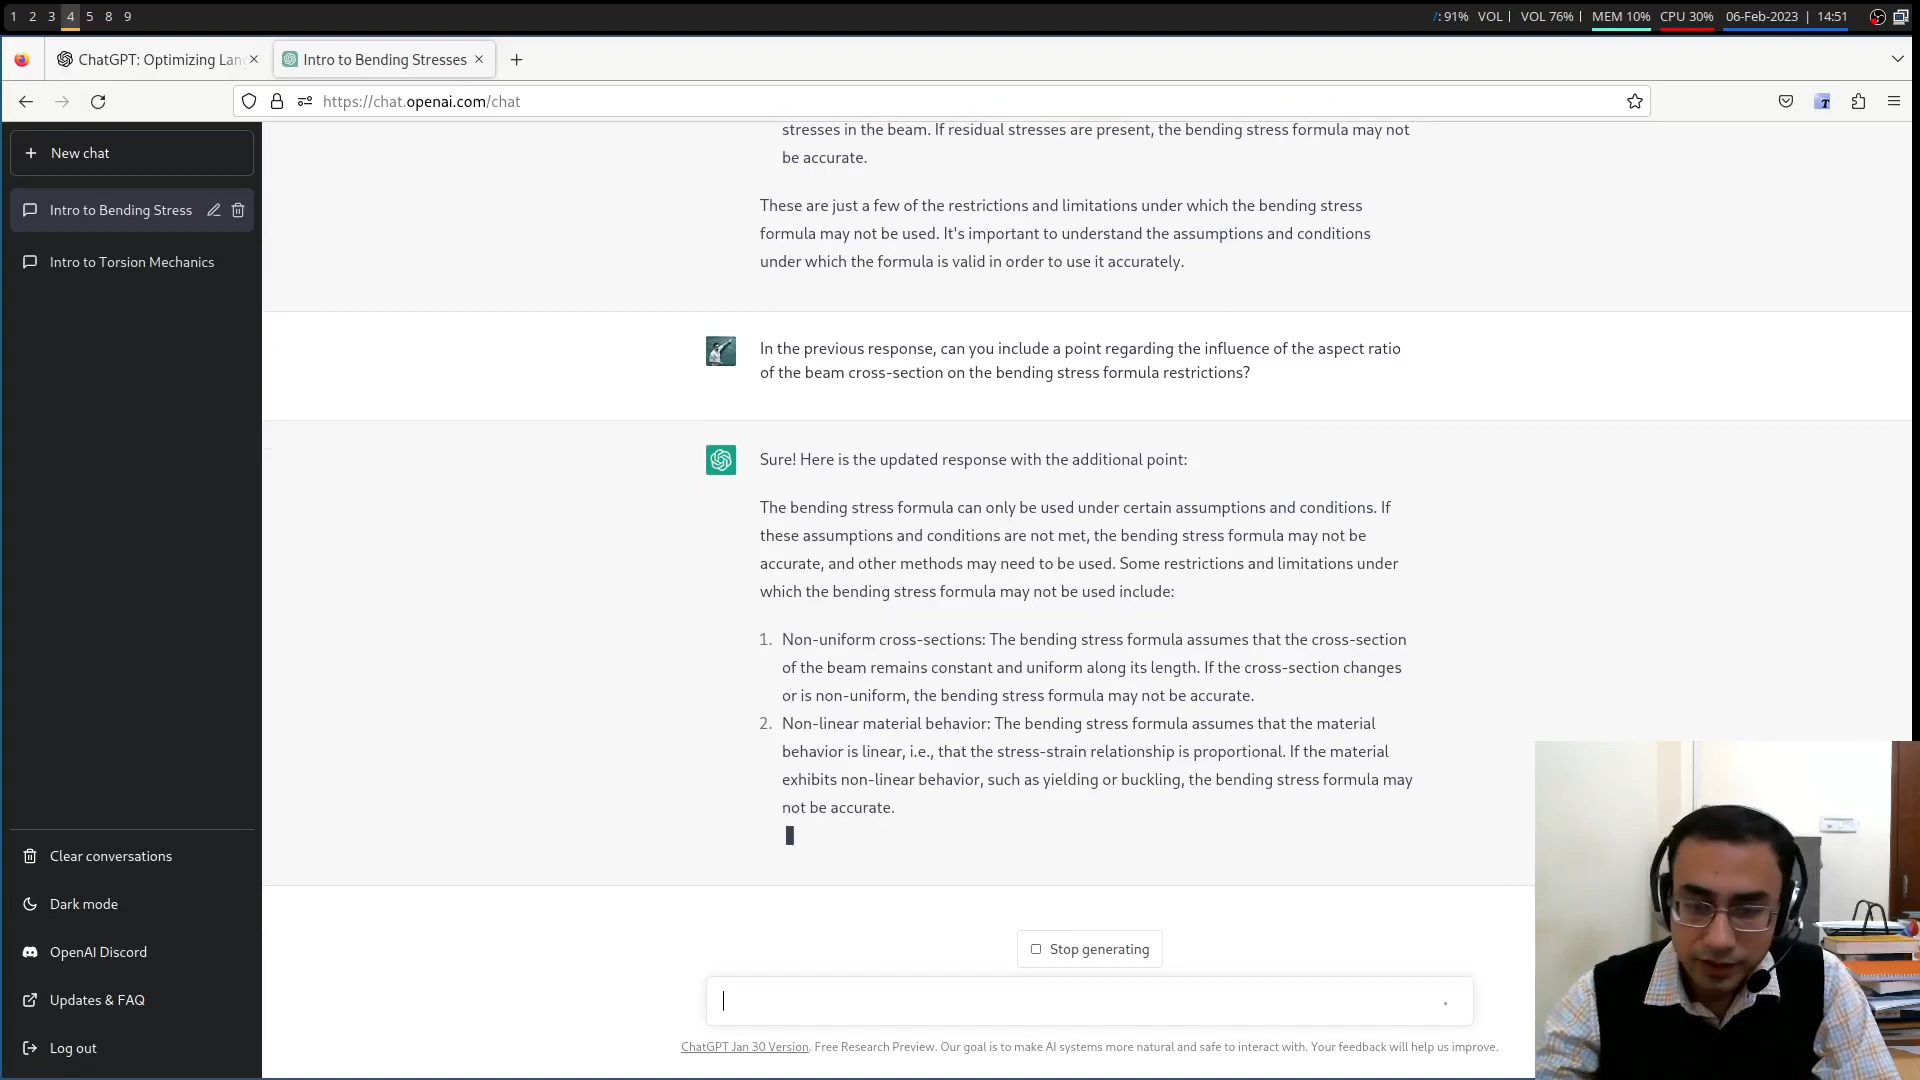 1 2 3 4 5 8 9
/: 91% VOL | VOL 76% | MEM 10% CPU 30% 06-Feb-2023 | 14:51
ChatGPT: Optimizing Lan
Intro to Bending Stresses
https://chat.openai.com/chat
New chat
Intro to Bending Stress
Intro to Torsion Mechanics
Clear conversations
Dark mode
OpenAI Discord
Updates & FAQ
Log out
stresses in the beam. If residual stresses are present, the bending stress formula may not
be accurate.
These are just a few of the restrictions and limitations under which the bending stress
formula may not be used. It's important to understand the assumptions and conditions
under which the formula is valid in order to use it accurately.
In the previous response, can you include a point regarding the influence of the aspect ratio
of the beam cross-section on the bending stress formula restrictions?
Sure! Here is the updated response with the additional point:
The bending stress formula can only be used under certain assumptions and conditions. If
these assumptions and conditions are not met, the bending stress formula may not be
accurate, and other methods may need to be used. Some restrictions and limitations under
which the bending stress formula may not be used include:
1. Non-uniform cross-sections: The bending stress formula assumes that the cross-section
of the beam remains constant and uniform along its length. If the cross-section changes
or is non-uniform, the bending stress formula may not be accurate.
2. Non-linear material behavior: The bending stress formula assumes that the material
behavior is linear, i.e., that the stress-strain relationship is proportional. If the material
exhibits non-linear behavior, such as yielding or buckling, the bending stress formula may
not be accurate.
Stop generating
ChatGPT Jan 30 Version. Free Research Preview. Our goal is to make AI systems more natural and safe to interact with. Your feedback will help us improve.